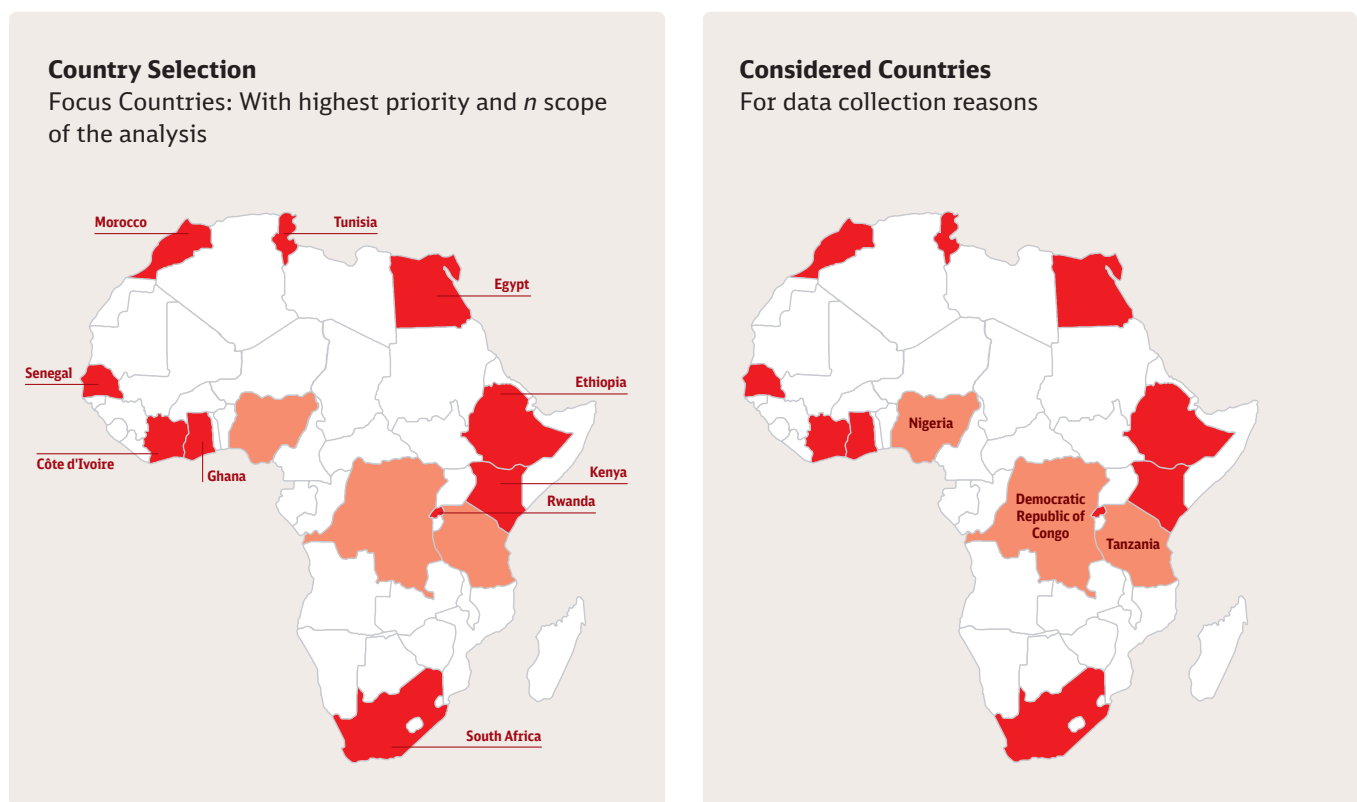 Country Selection
Focus Countries: With highest priority and n scope
of the analysis
Morocco
Tunisia
Egypt
Senegal
Ethiopia
Côte d'Ivoire
Ghana
Kenya
Rwanda
South Africa
Considered Countries
For data collection reasons
Nigeria
Democratic
Republic of
Congo
Tanzania